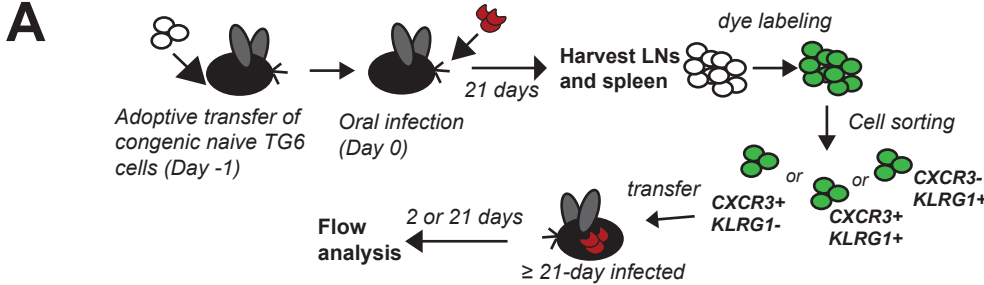 A
dye labeling
Harvest LNs
and spleen
21 days
Adoptive transfer of
congenic naive TG6
cells (Day -1)
Oral infection
(Day 0)
Cell sorting
or
or
CXCR3-
KLRG1+
CXCR3+
KLRG1-
CXCR3+
KLRG1+
transfer
2 or 21 days
Flow
analysis
≥ 21-day infected